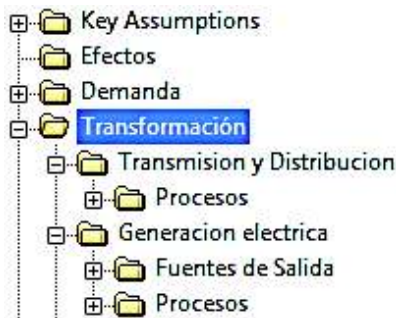 Key Assumptions
Efectos
Demanda
Transformación
Transmision y Distribucion
Procesos
Generacion electrica
Fuentes de Salida
Procesos